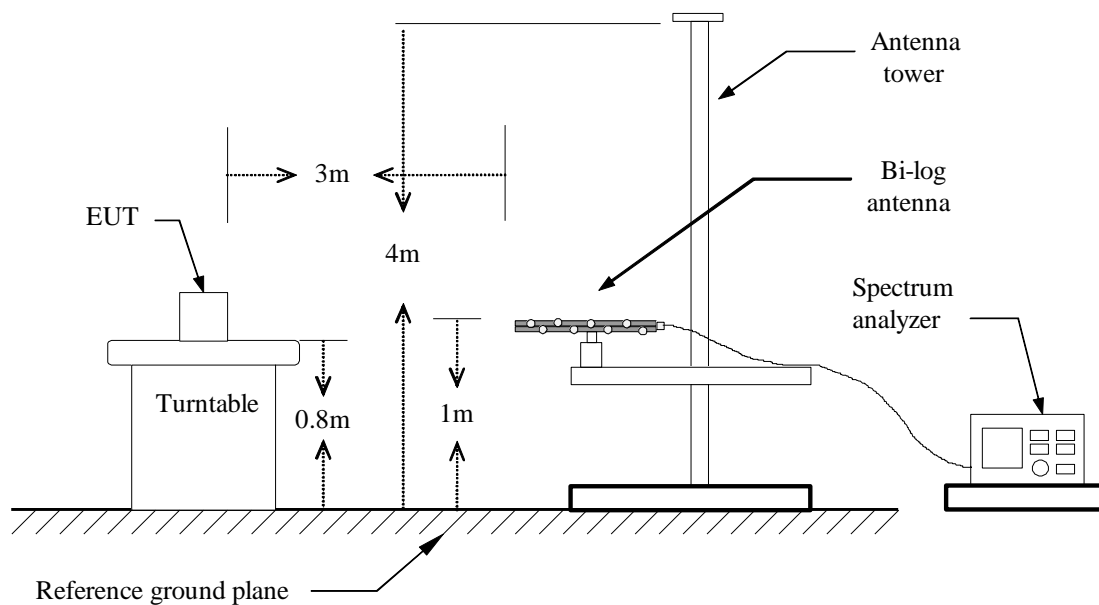 Antenna
tower
3m
Bi-log
antenna
EUT
4m
Spectrum
analyzer
Turntable
0.8m
1m
Reference ground plane